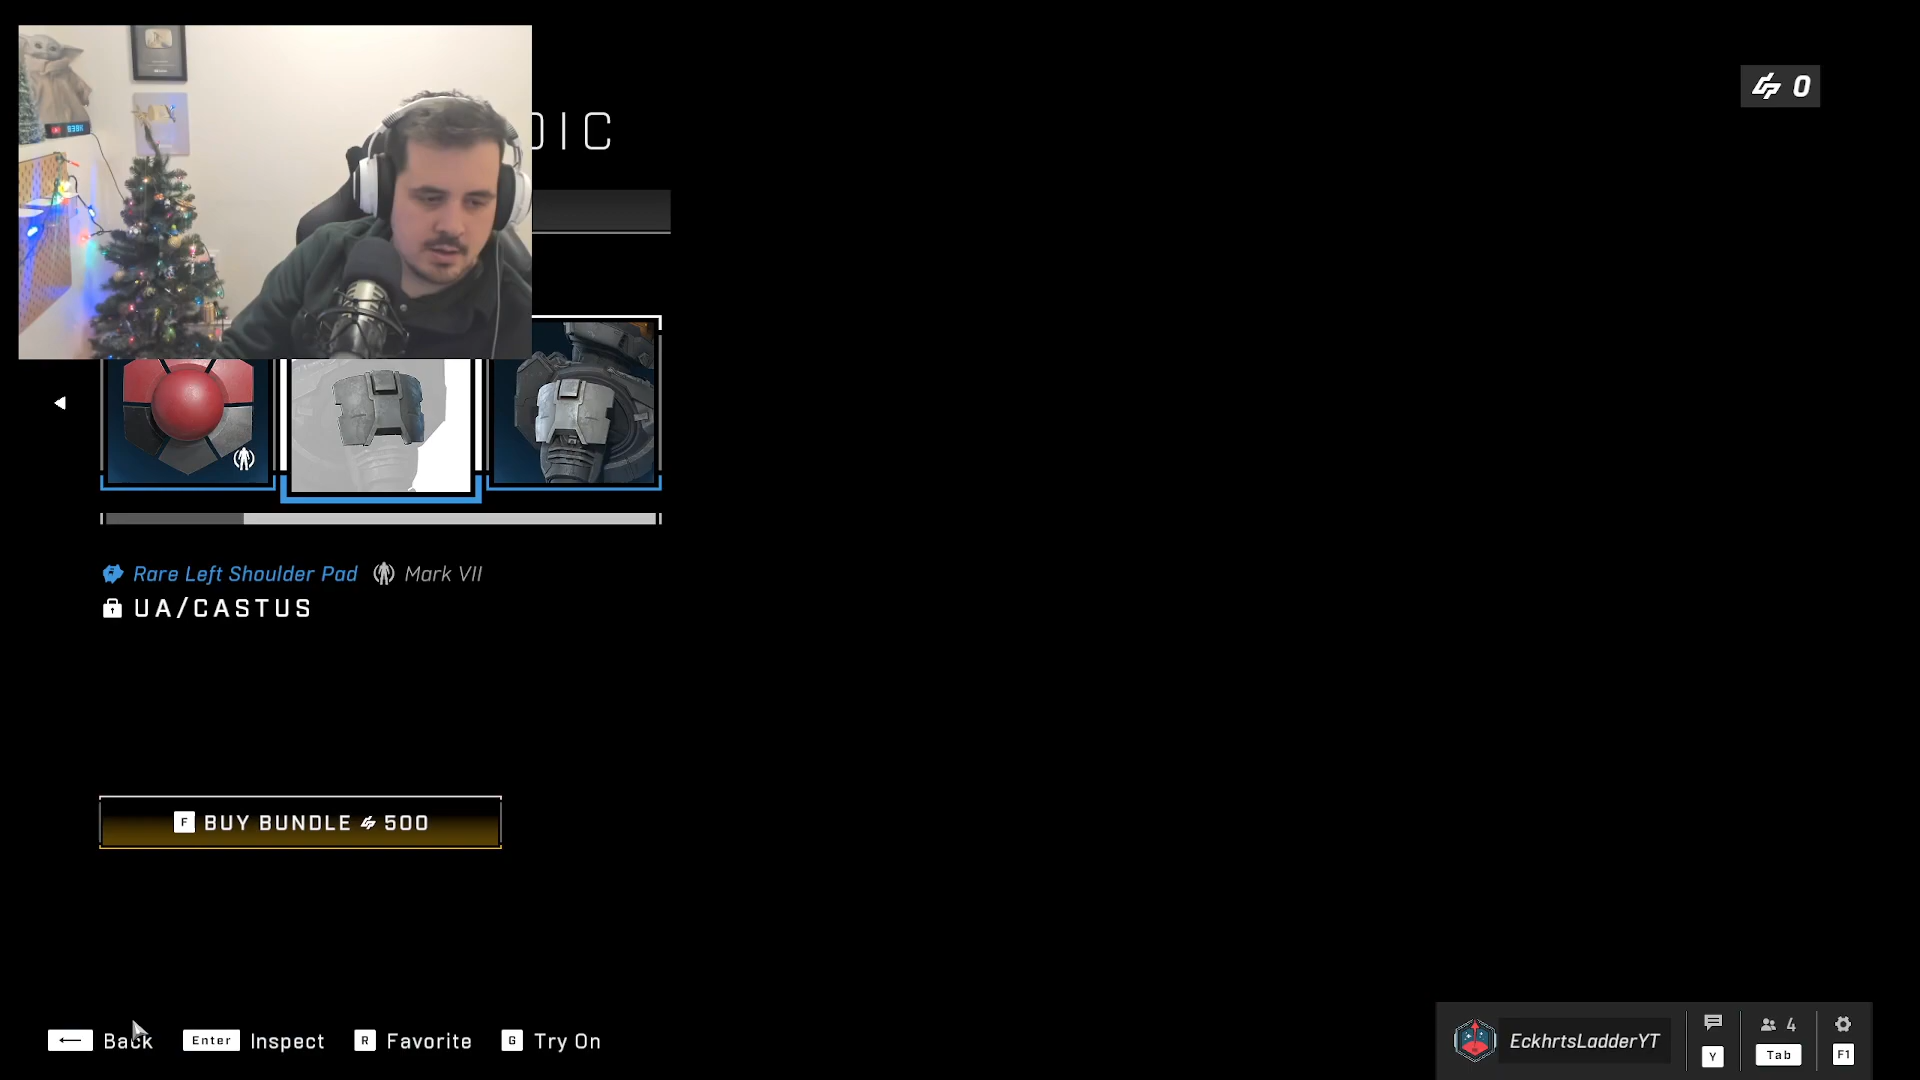 0
DIC
Rare Left Shoulder Pad Mark VII
UA/CASTUS
F BUY BUNDLE 500
Back Enter Inspect R Favorite G Try On
EckhrtsLadderYT
4
Y Tab F1